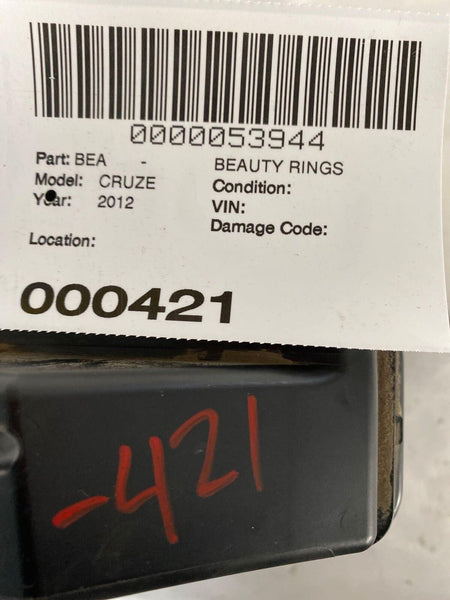 0000053944
Part: BEA - BEAUTY RINGS
Model: CRUZE Condition:
Year: 2012 VIN:
Damage Code:
Location:
000421
-421